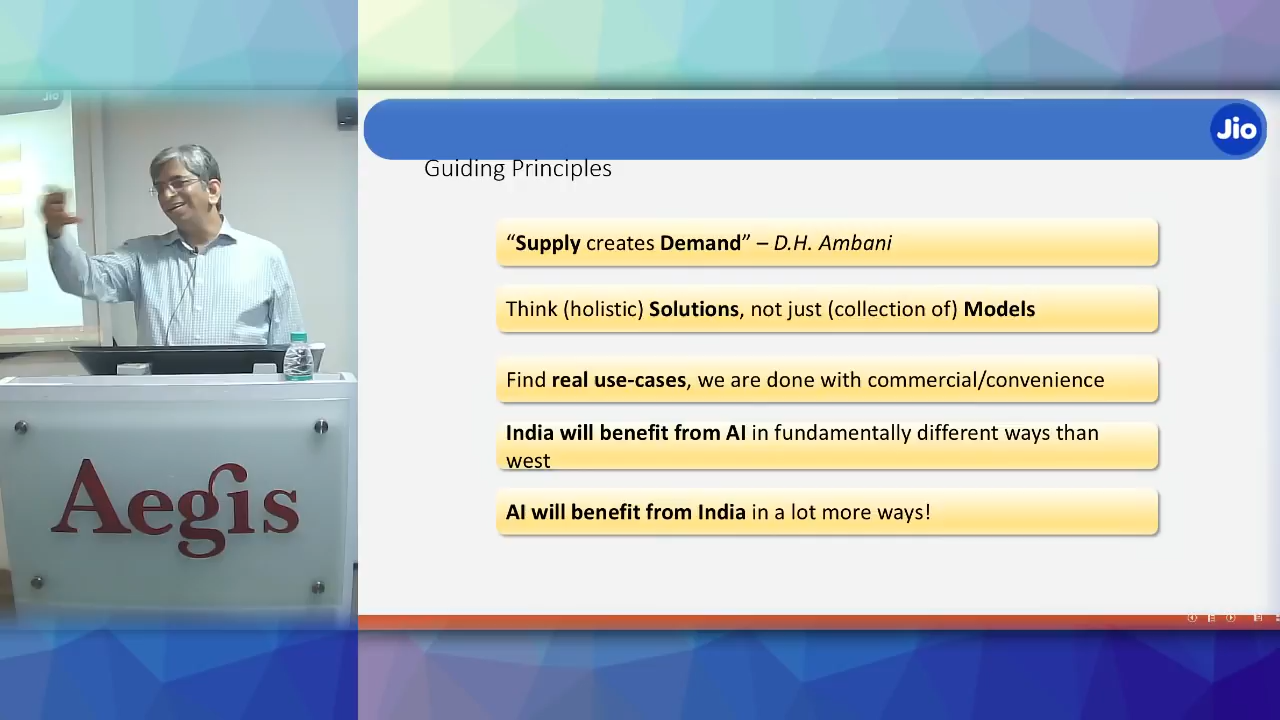 Jio
Jio
Guiding Principles
“Supply creates Demand” – D.H. Ambani
Think (holistic) Solutions, not just (collection of) Models
Find real use-cases, we are done with commercial/convenience
India will benefit from AI in fundamentally different ways than
west
AI will benefit from India in a lot more ways!
Aegis